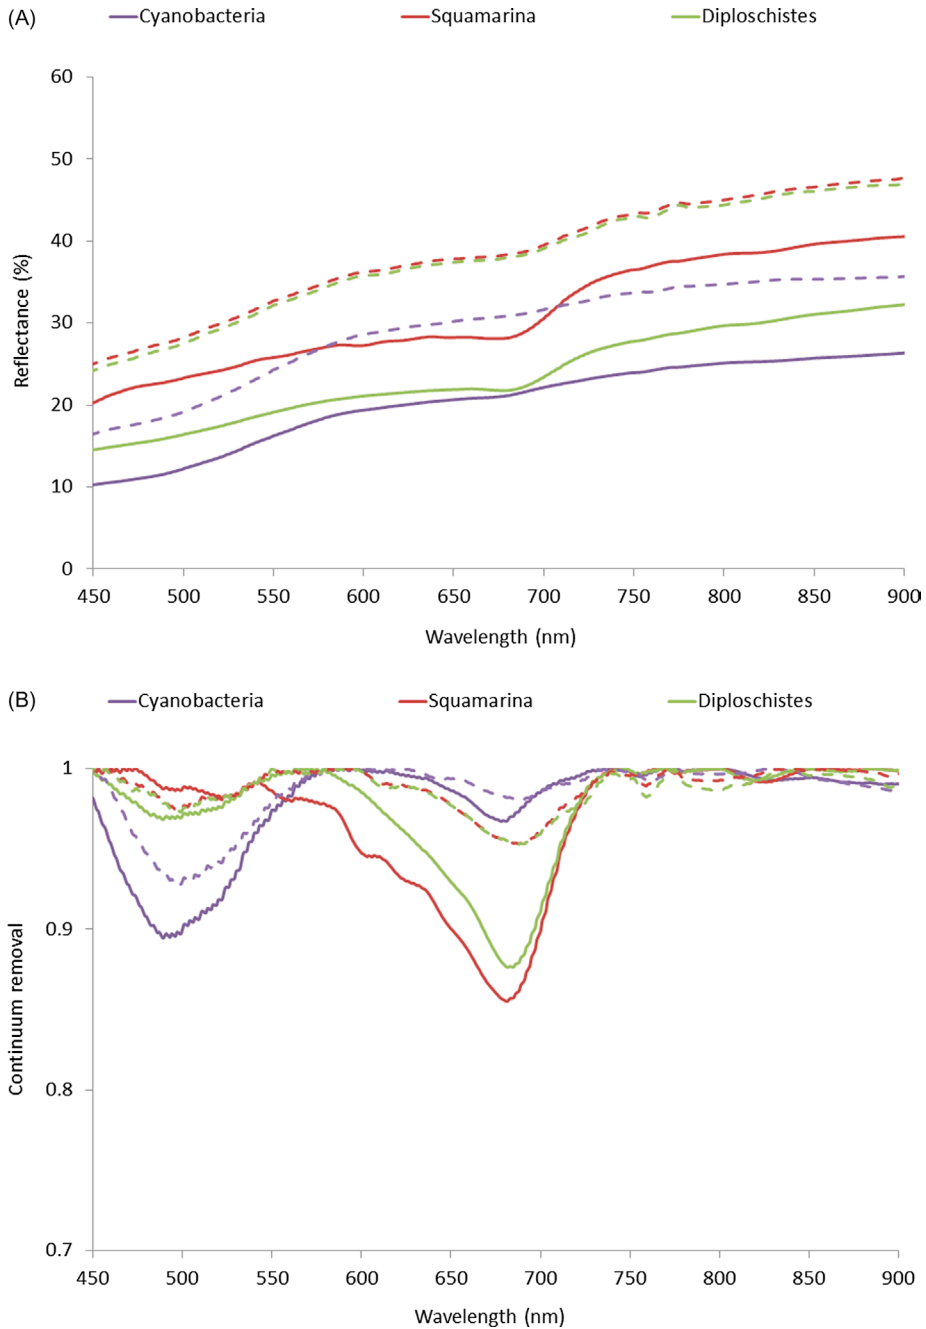 (A) Cyanobacteria Squamarina Diploschistes
60
50
40
30
20
10
0
Reflectance (%)
450 500 550 600 650 700 750 800 850 900
Wavelength (nm)
(B) Cyanobacteria Squamarina Diploschistes
1
0.9
0.8
0.7
Continuum removal
450 500 550 600 650 700 750 800 850 900
Wavelength (nm)